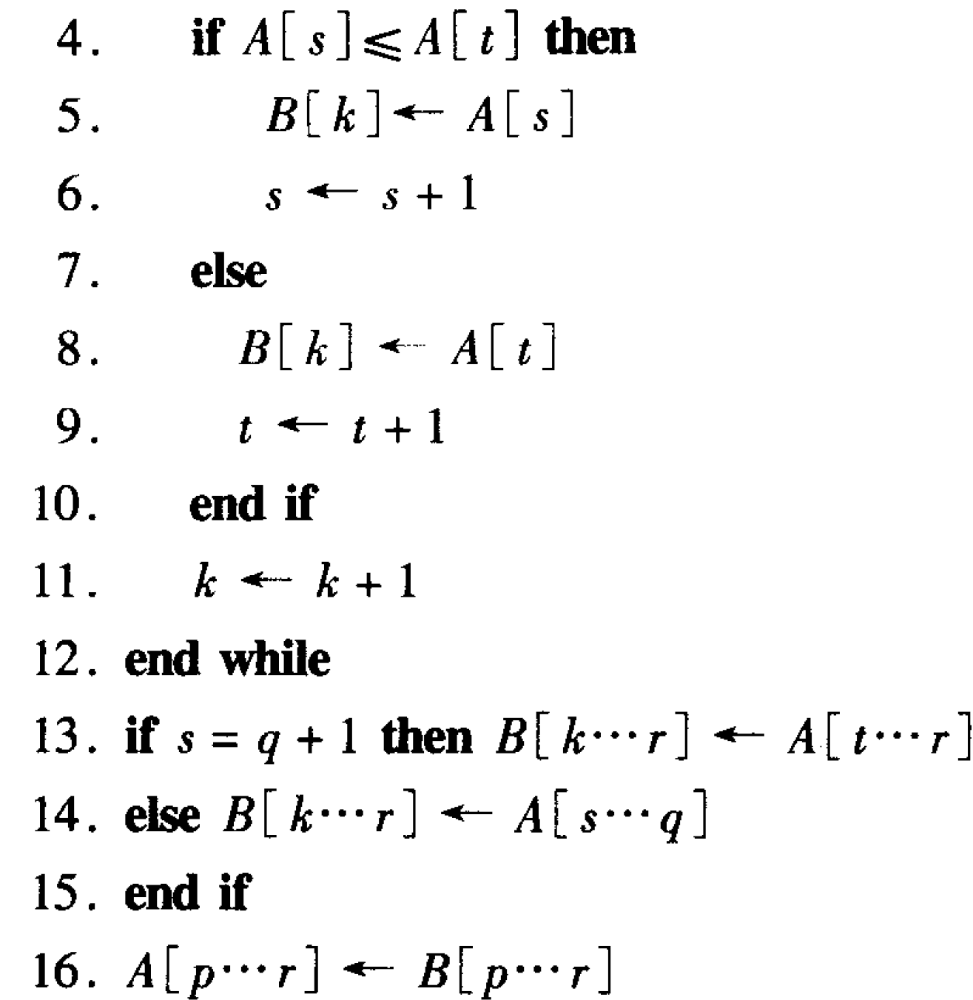 4. if A[s]⩽A[t] then
5. B[k]← A[s]
6. s ← s + 1
7. else
8. B[k] ← A[t]
9. t ← t + 1
10. end if
11. k ← k + 1
12. end while
13. if s = q + 1 then B[k···r] ← A[t···r]
14. else B[k···r] ← A[s···q]
15. end if
16. A[p···r] ← B[p···r]